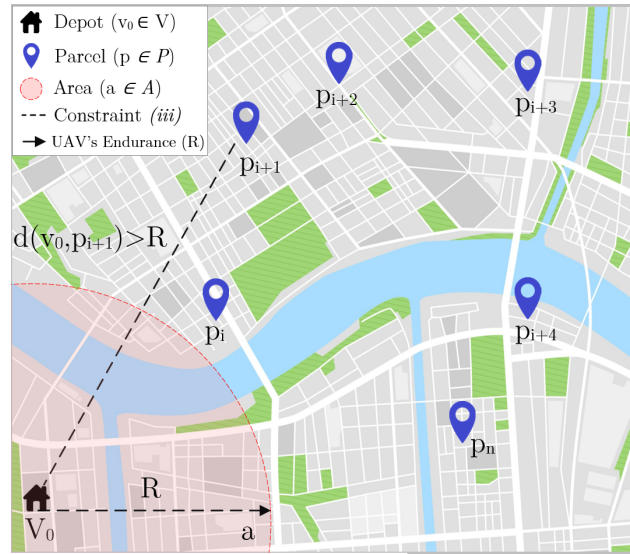 Depot (v₀ ∈ V)
Parcel (p ∈ P)
Area (a ∈ A)
Constraint (iii)
UAV's Endurance (R)
pᵢ₊₂
pᵢ₊₃
pᵢ₊₁
d(v₀,pᵢ₊₁)>R
pᵢ
pᵢ₊₄
pₙ
R
V₀
a